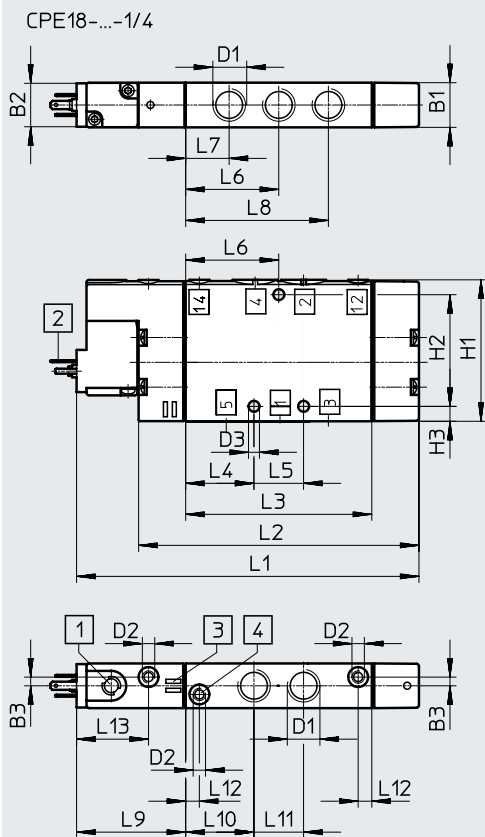 CPE18-...-1/4
D1
B2
B1
L7
L6
L8
L6
14
4
2
12
2
H2
H1
5
1
3
D3
H3
L4
L5
L3
L2
L1
1
D2
3
4
D2
B3
B3
L13
D1
D2
L12
L12
L9
L10
L11